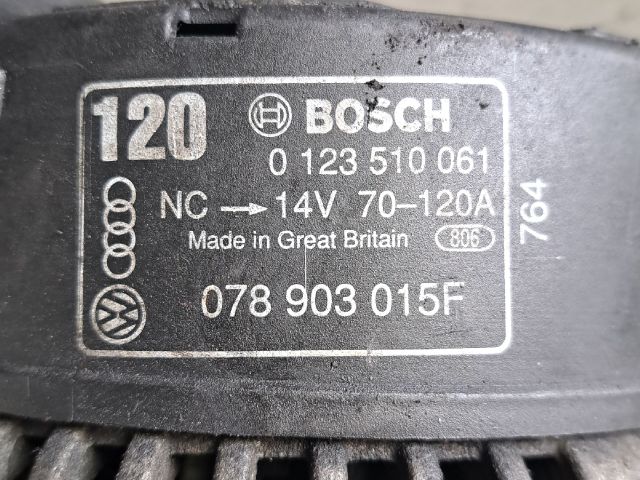 120 BOSCH
0 123 510 061
NC → 14V 70–120A
Made in Great Britain 806
078 903 015F
764